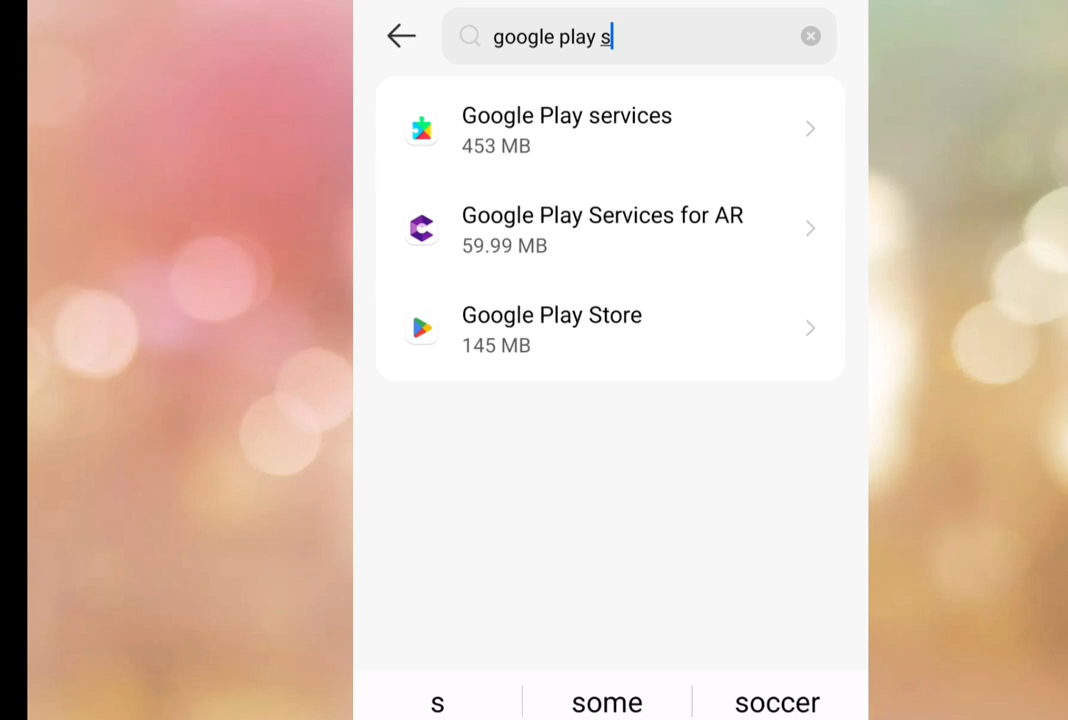 google play s
Google Play services
453 MB
Google Play Services for AR
59.99 MB
Google Play Store
145 MB
s
some
soccer